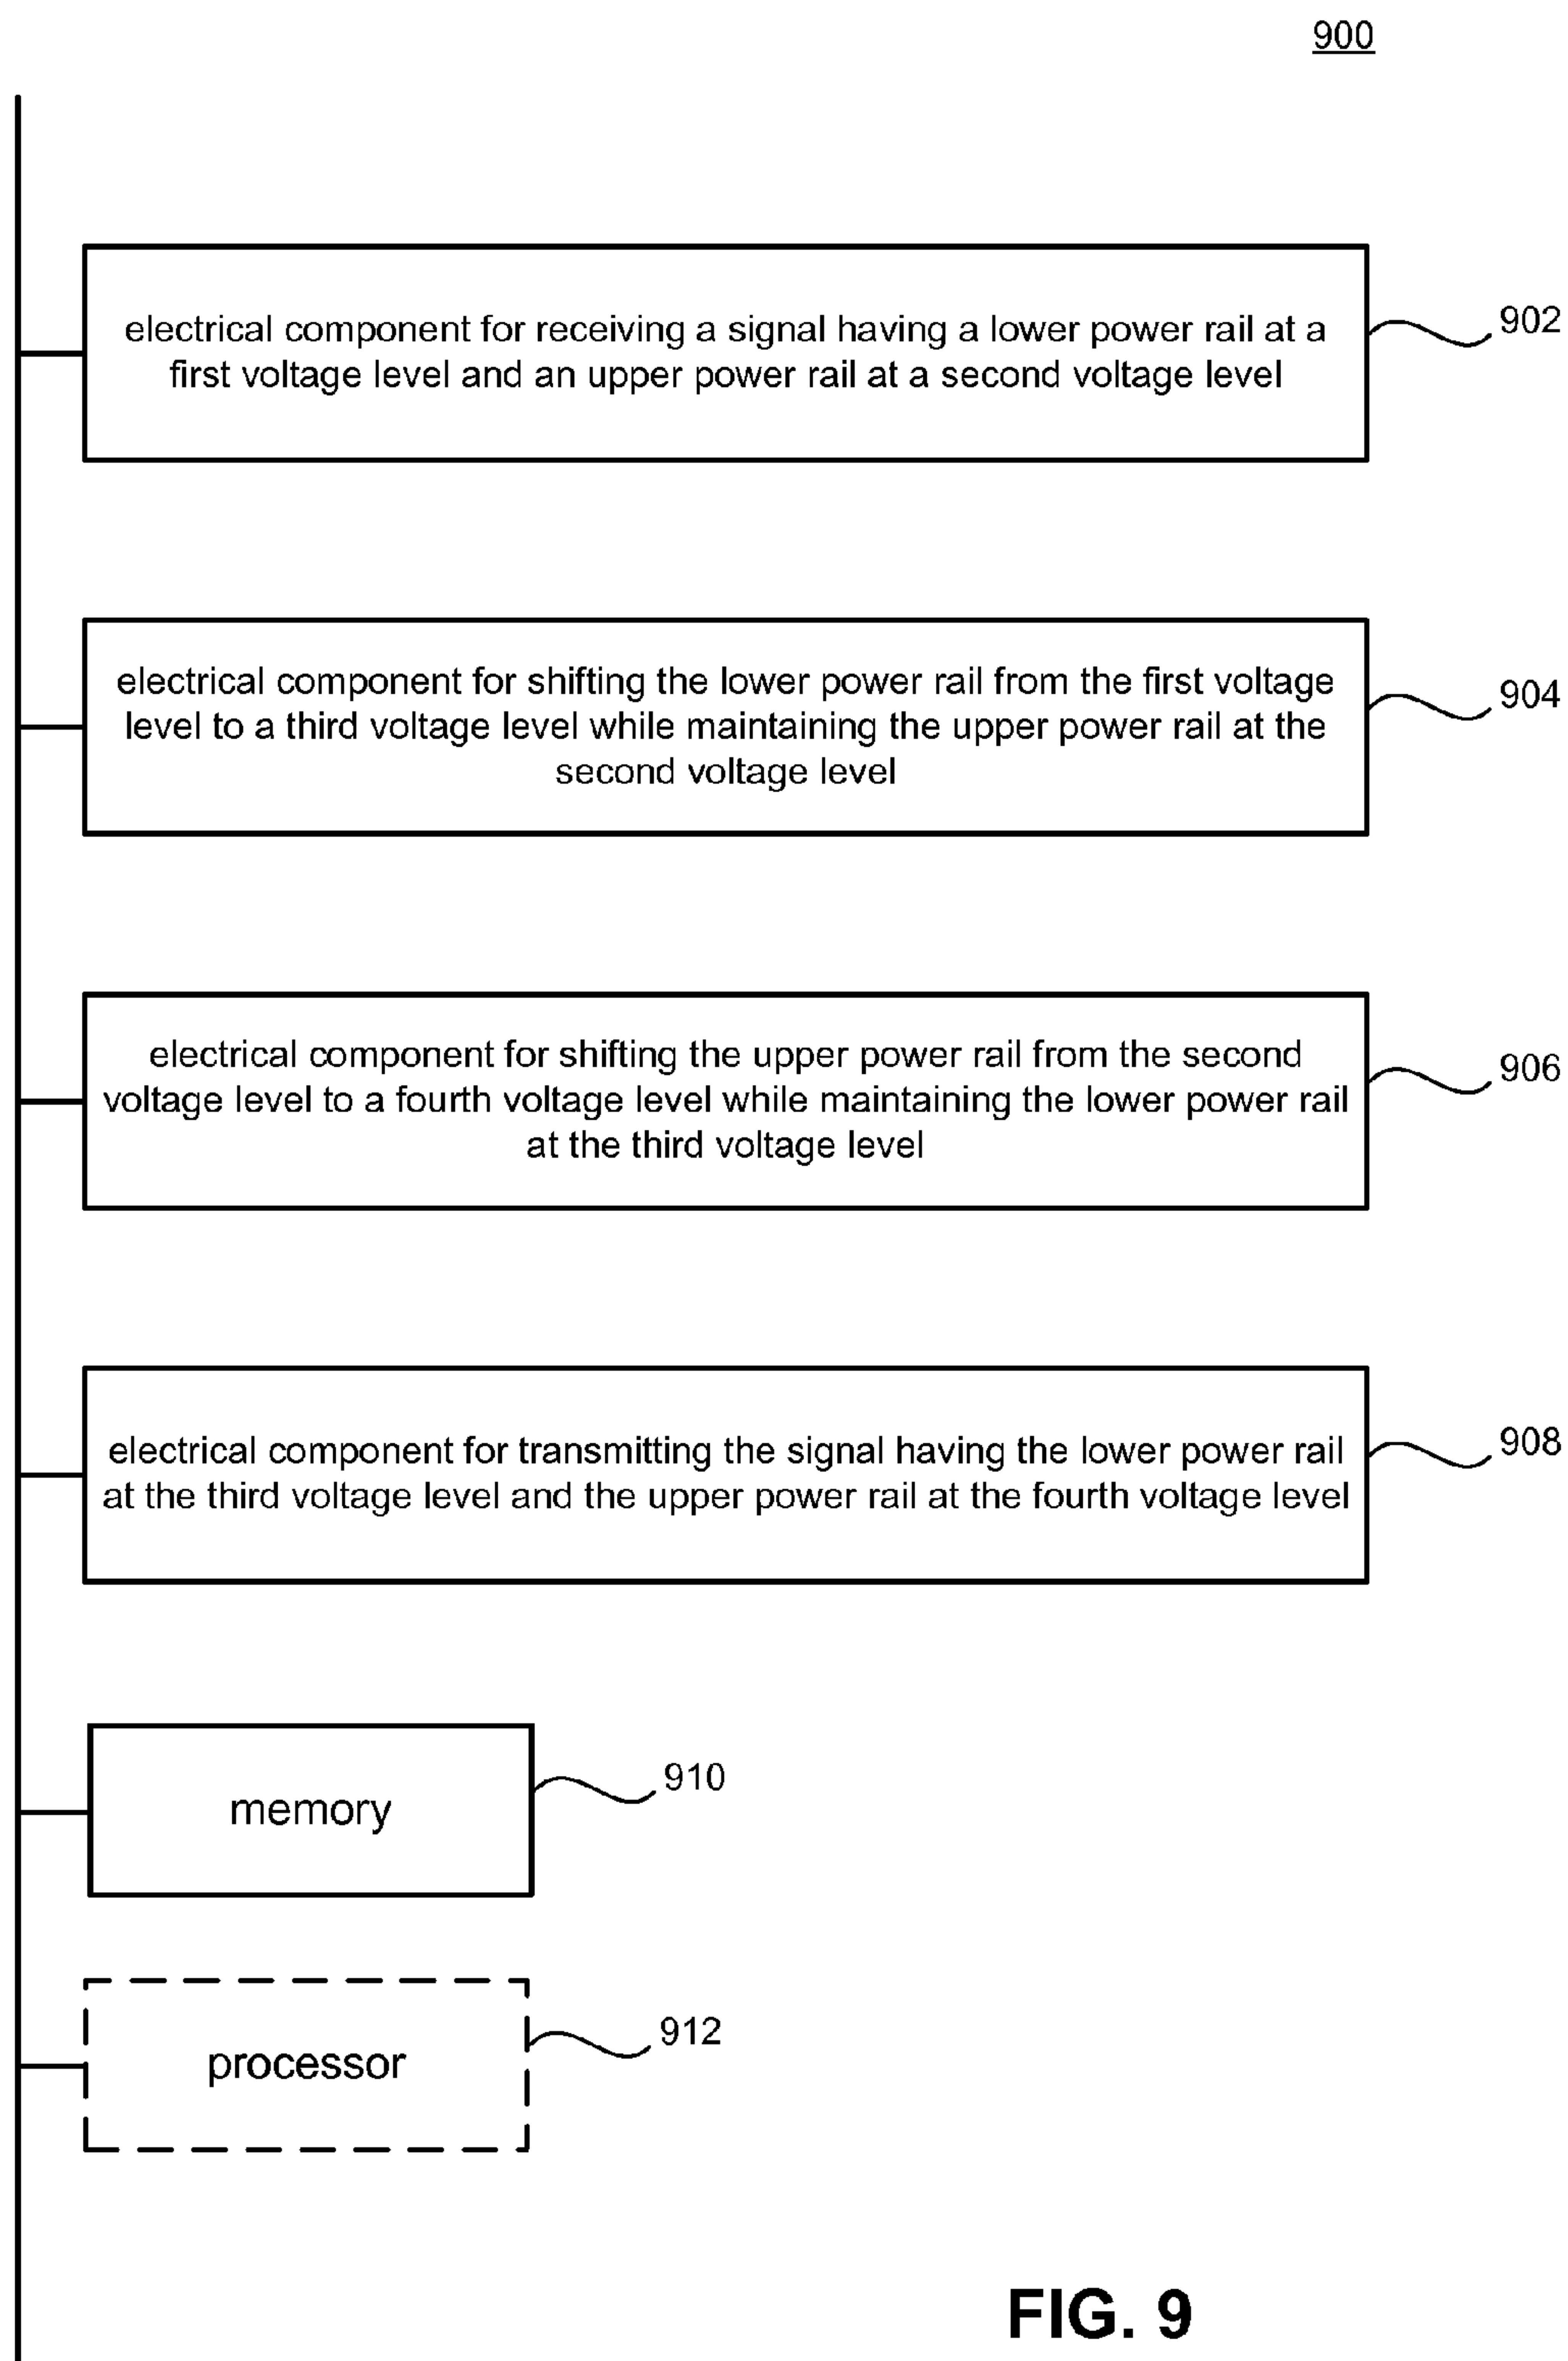 900
electrical component for receiving a signal having a lower power rail at a
first voltage level and an upper power rail at a second voltage level
902
electrical component for shifting the lower power rail from the first voltage
level to a third voltage level while maintaining the upper power rail at the
second voltage level
904
electrical component for shifting the upper power rail from the second
voltage level to a fourth voltage level while maintaining the lower power rail
at the third voltage level
906
electrical component for transmitting the signal having the lower power rail
at the third voltage level and the upper power rail at the fourth voltage level
908
memory
910
processor
912
FIG. 9